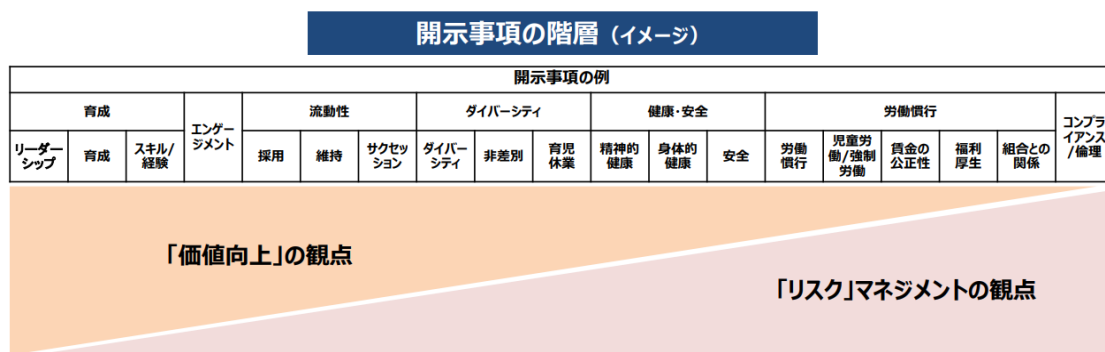 開示事項の階層（イメージ）
開示事項の例
育成
エンゲー
ジメント
流動性
ダイバーシティ
健康・安全
労働慣行
コンプラ
イアンス
/倫理
リーダー
シップ
育成
スキル/
経験
採用
維持
サクセッ
ション
ダイバー
シティ
非差別
育児
休業
精神的
健康
身体的
健康
安全
労働
慣行
児童労
働/強制
労働
賃金の
公正性
福利
厚生
組合との
関係
「価値向上」の観点
「リスク」マネジメントの観点